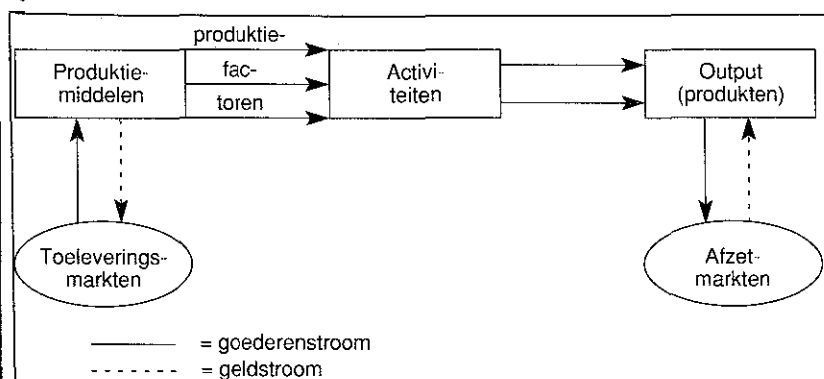 produktie-
fac-
toren
Produktie-
middelen
Activi-
teiten
Output
(produkten)
Toeleverings-
markten
Afzet-
markten
= goederenstroom
= geldstroom